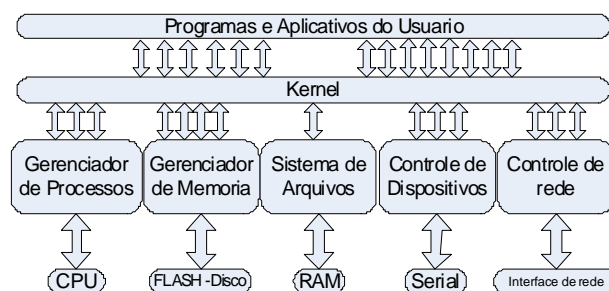 Programas e Aplicativos do Usuario
Kernel
Gerenciador de Processos
Gerenciador de Memoria
Sistema de Arquivos
Controle de Dispositivos
Controle de rede
CPU
FLASH -Disco
RAM
Serial
Interface de rede